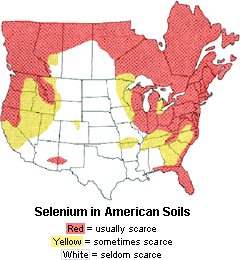 Selenium in American Soils
Red = usually scarce
Yellow = sometimes scarce
White = seldom scarce